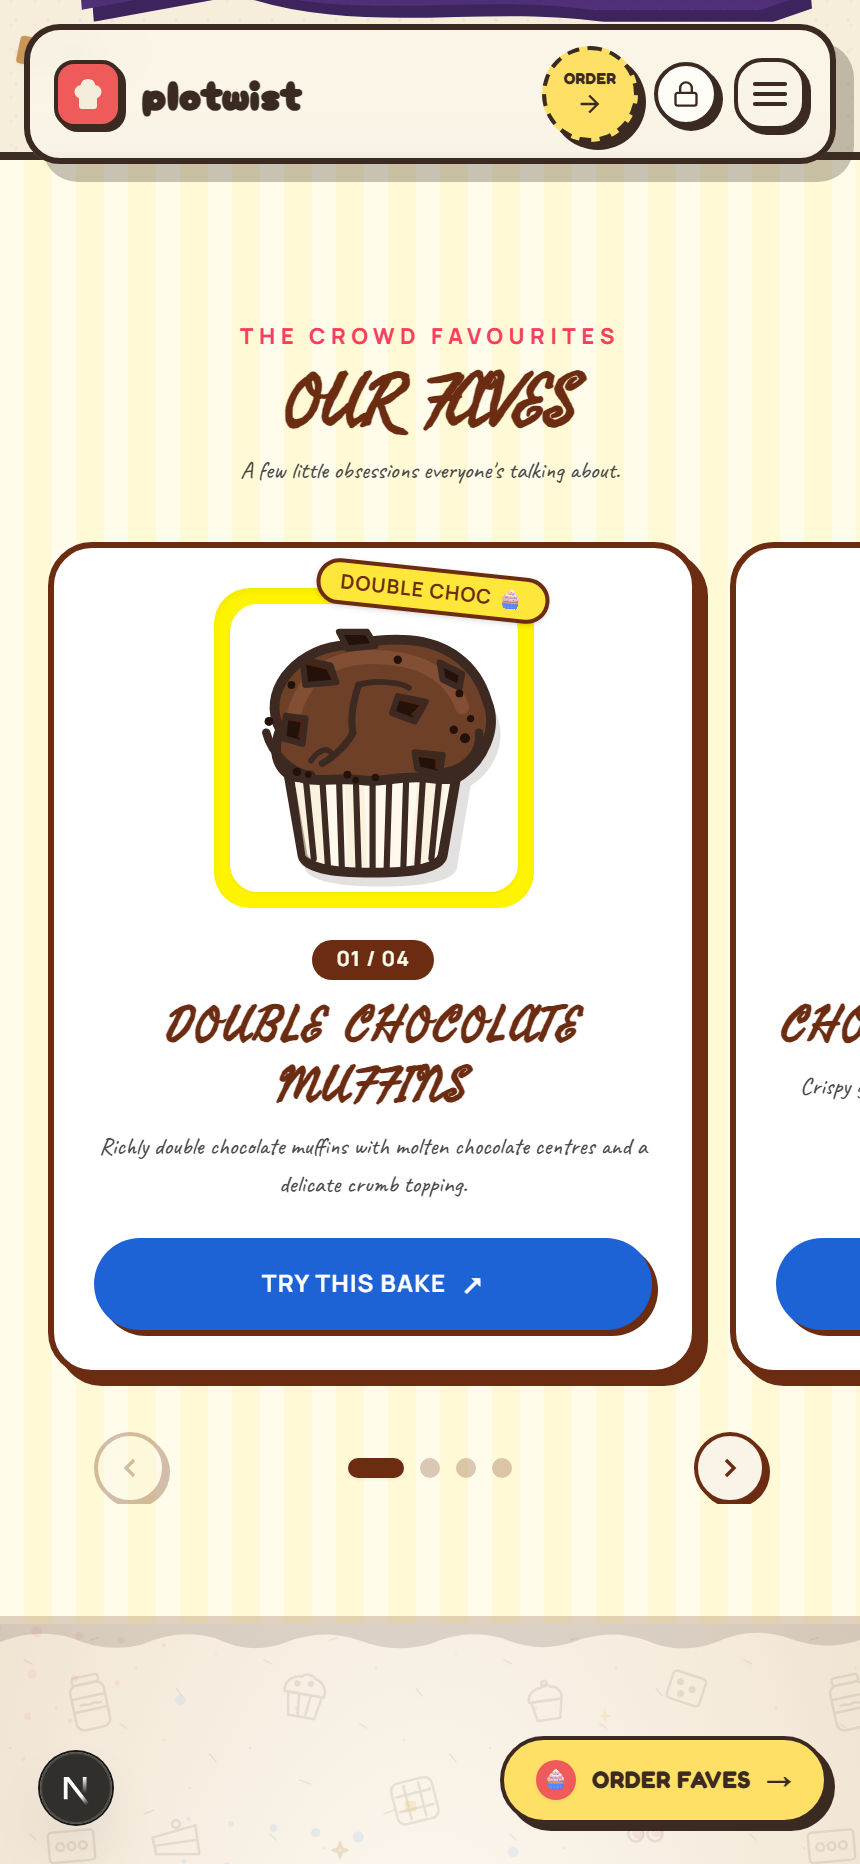 plotwist
ORDER →
THE CROWD FAVOURITES
OUR FAVES
A few little obsessions everyone's talking about.
DOUBLE CHOC 🧁
01 / 04
DOUBLE CHOCOLATE
MUFFINS
Richly double chocolate muffins with molten chocolate centres and a
delicate crumb topping.
TRY THIS BAKE ↗
CHO
Crispy
N
ORDER FAVES →